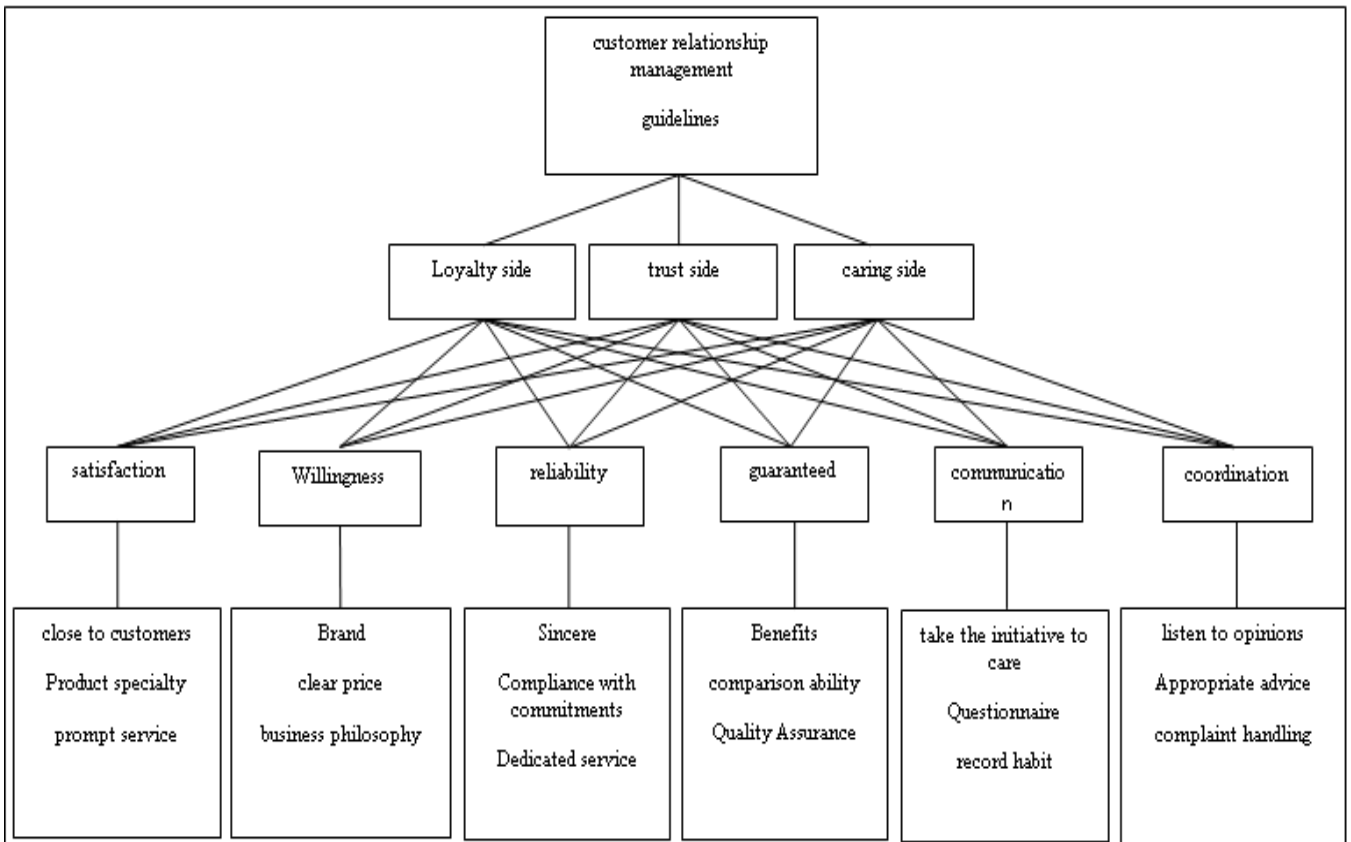 customer relationship
management
guidelines
Loyalty side
trust side
caring side
satisfaction
Willingness
reliability
guaranteed
communicatio
n
coordination
close to customers
Product specialty
prompt service
Brand
clear price
business philosophy
Sincere
Compliance with
commitments
Dedicated service
Benefits
comparison ability
Quality Assurance
take the initiative to
care
Questionnaire
record habit
listen to opinions
Appropriate advice
complaint handling